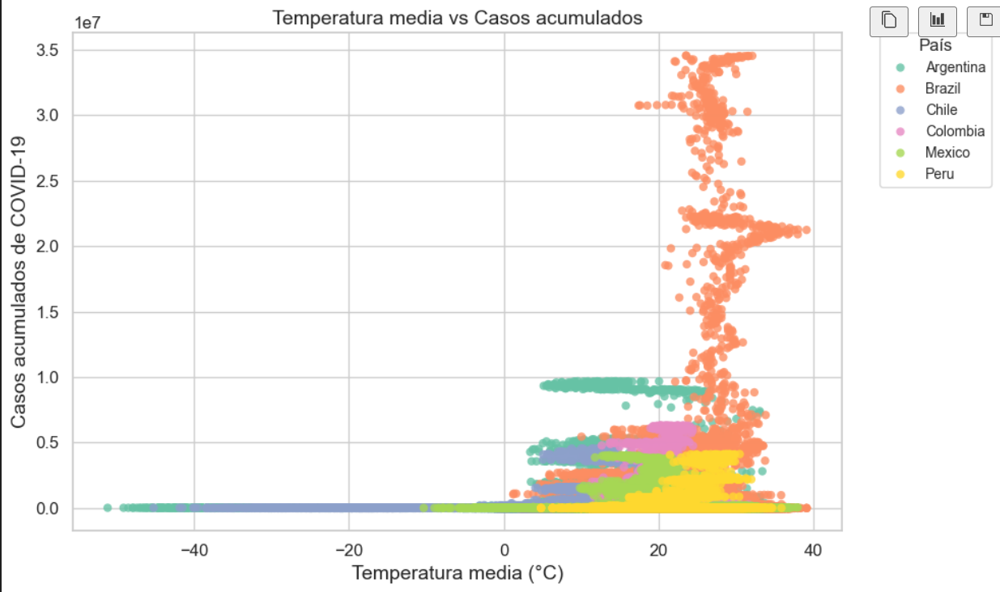 Temperatura media vs Casos acumulados
1e7
3.5
3.0
2.5
2.0
1.5
1.0
0.5
0.0
Casos acumulados de COVID-19
−40
−20
0
20
40
Temperatura media (°C)
País
Argentina
Brazil
Chile
Colombia
Mexico
Peru